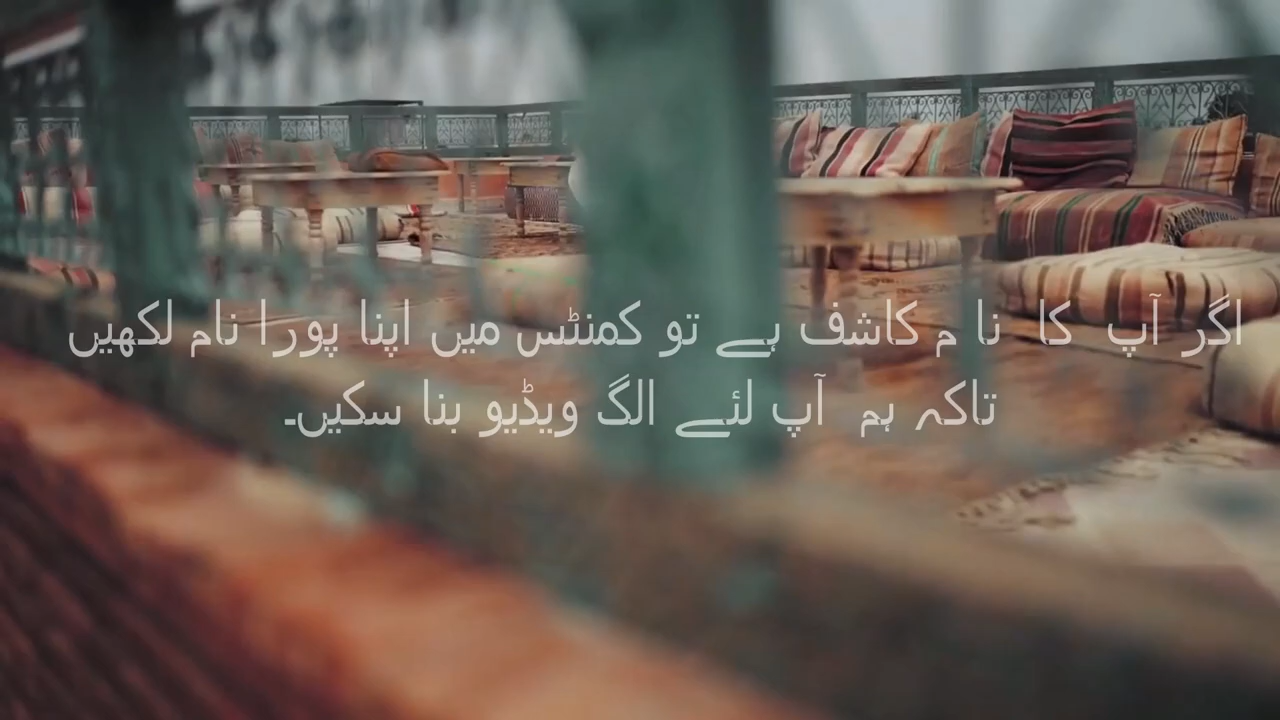 اگر آپ کا نا م کاشف ہے تو کمنٹس میں اپنا پورا نام لکھیں
تاکہ ہم آپ لئے الگ ویڈیو بنا سکیں۔